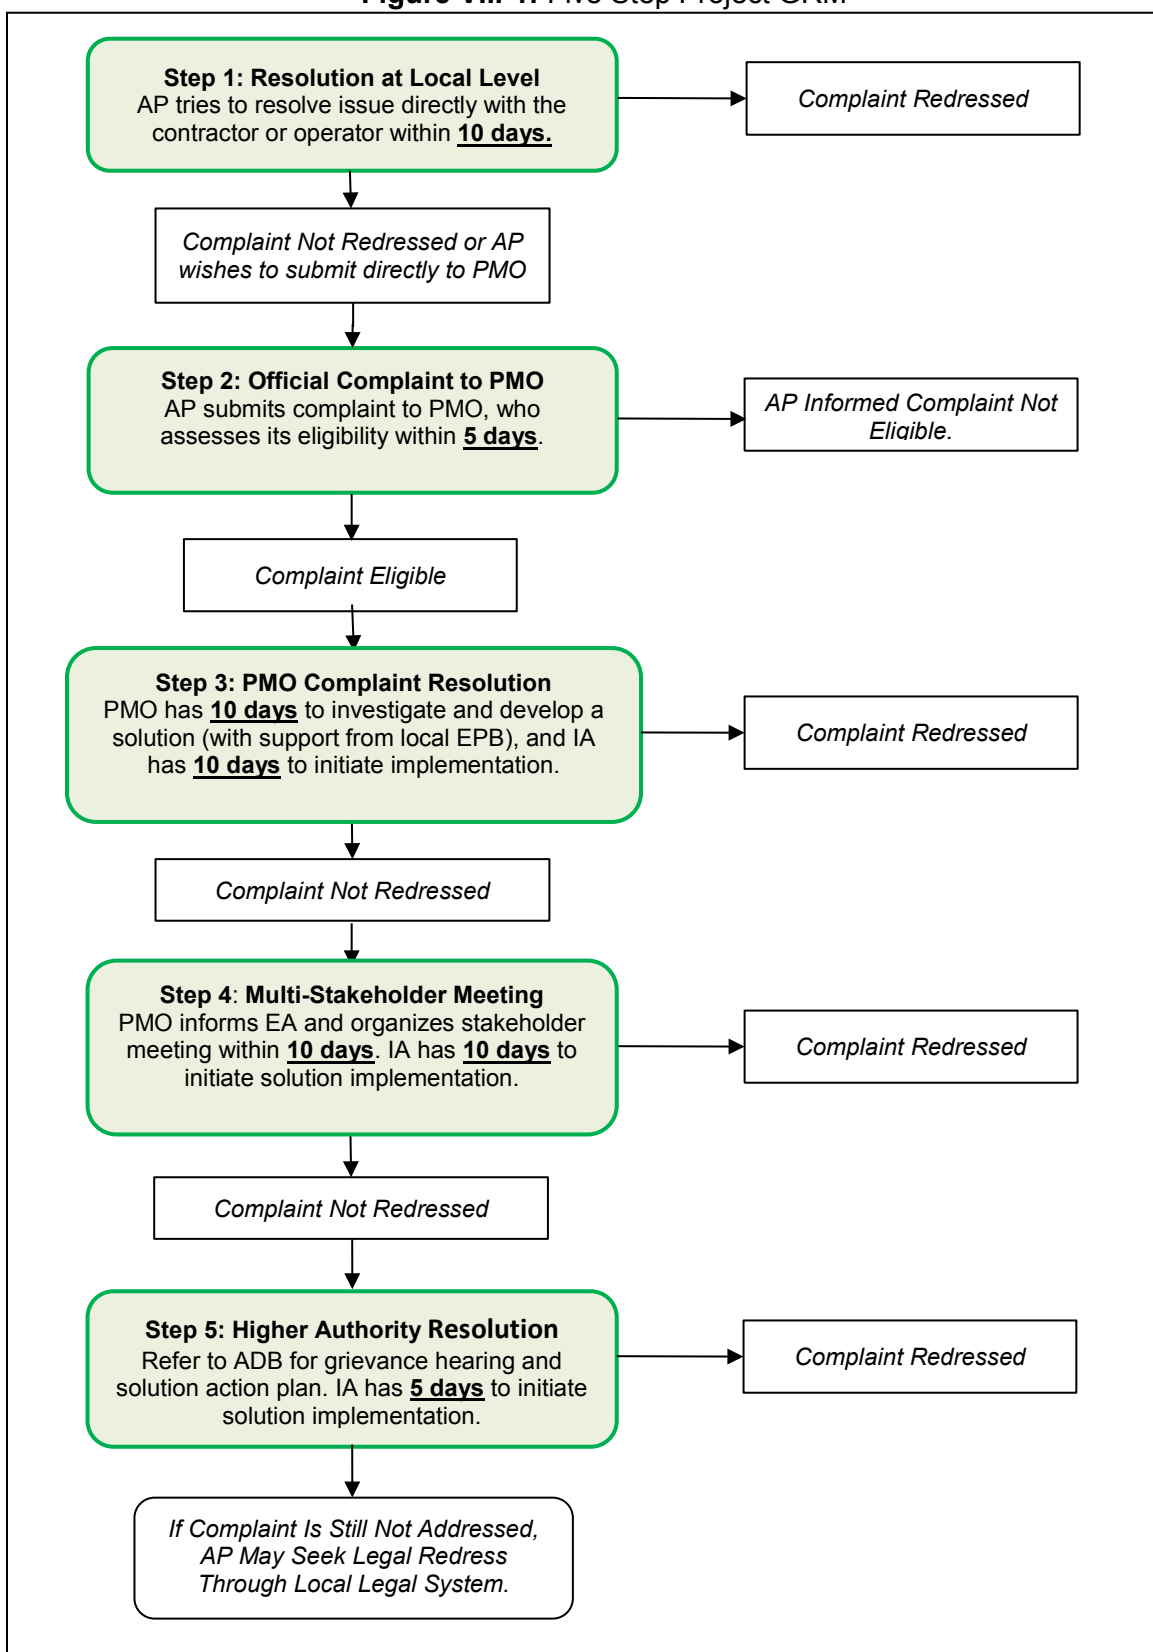 Figure VIII-1: Five Step Project GRM
Step 1: Resolution at Local Level
AP tries to resolve issue directly with the
contractor or operator within 10 days.
Complaint Redressed
Complaint Not Redressed or AP
wishes to submit directly to PMO
Step 2: Official Complaint to PMO
AP submits complaint to PMO, who
assesses its eligibility within 5 days.
AP Informed Complaint Not
Eligible.
Complaint Eligible
Step 3: PMO Complaint Resolution
PMO has 10 days to investigate and develop a
solution (with support from local EPB), and IA
has 10 days to initiate implementation.
Complaint Redressed
Complaint Not Redressed
Step 4: Multi-Stakeholder Meeting
PMO informs EA and organizes stakeholder
meeting within 10 days. IA has 10 days to
initiate solution implementation.
Complaint Redressed
Complaint Not Redressed
Step 5: Higher Authority Resolution
Refer to ADB for grievance hearing and
solution action plan. IA has 5 days to initiate
solution implementation.
Complaint Redressed
If Complaint Is Still Not Addressed,
AP May Seek Legal Redress
Through Local Legal System.